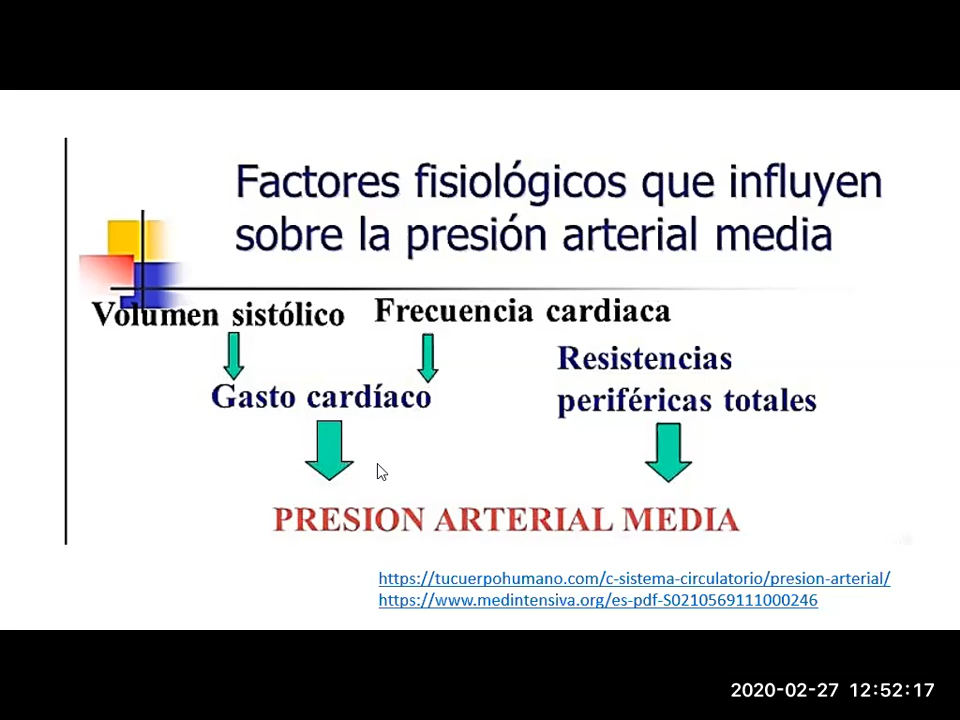 Factores fisiológicos que influyen
sobre la presión arterial media
Volumen sistólico
Frecuencia cardiaca
Resistencias
periféricas totales
Gasto cardíaco
PRESION ARTERIAL MEDIA
https://tucuerpohumano.com/c-sistema-circulatorio/presion-arterial/
https://www.medintensiva.org/es-pdf-S0210569111000246
2020-02-27 12:52:17